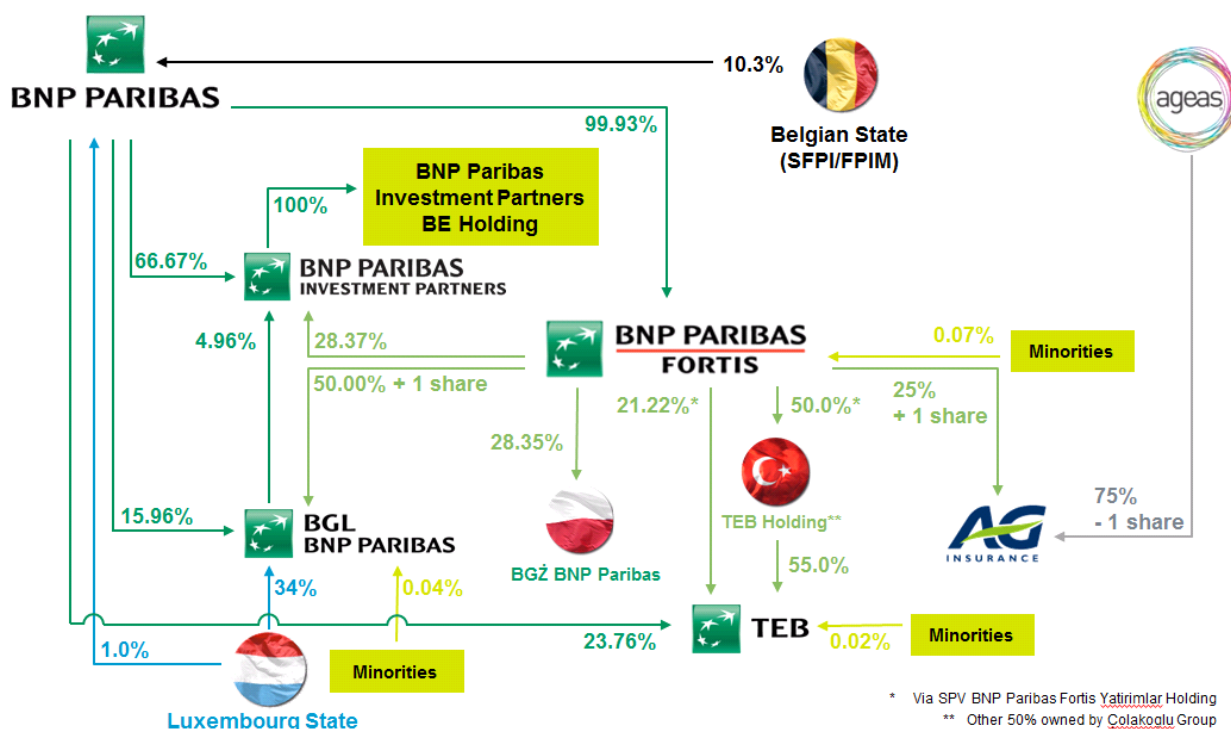 BNP PARIBAS
10.3%
Belgian State
(SFPI/FPIM)
ageas
99.93%
BNP Paribas
Investment Partners
BE Holding
100%
66.67%
BNP PARIBAS
INVESTMENT PARTNERS
4.96%
28.37%
50.00% + 1 share
BNP PARIBAS
FORTIS
0.07%
Minorities
21.22%*
50.0%*
25%
+ 1 share
28.35%
15.96%
BGL
BNP PARIBAS
BGŻ BNP Paribas
TEB Holding**
55.0%
AG
INSURANCE
75%
- 1 share
34%
0.04%
1.0%
Luxembourg State
Minorities
23.76%
TEB
0.02%
Minorities
* Via SPV BNP Paribas Fortis Yatirimlar Holding
** Other 50% owned by Colakoglu Group